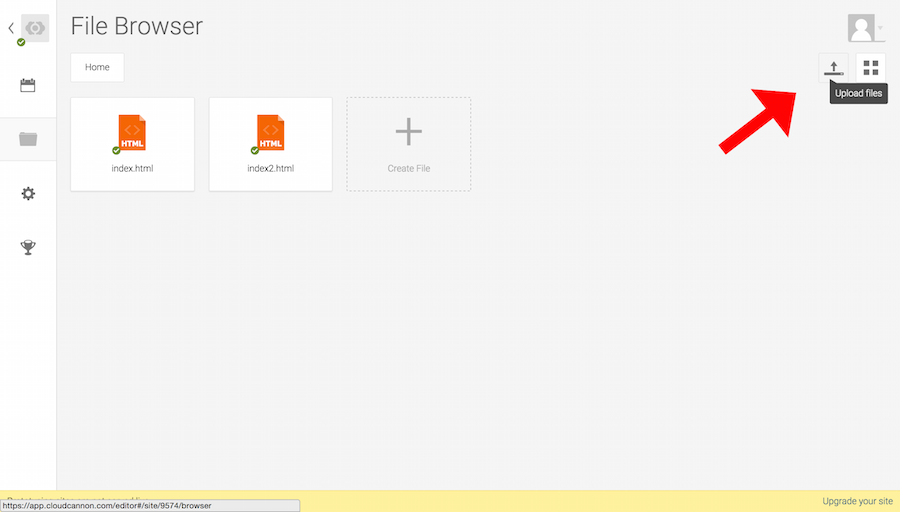 File Browser
Home
Upload files
HTML
index.html
HTML
index2.html
Create File
Upgrade your site
https://app.cloudcannon.com/editor#/site/9574/browser